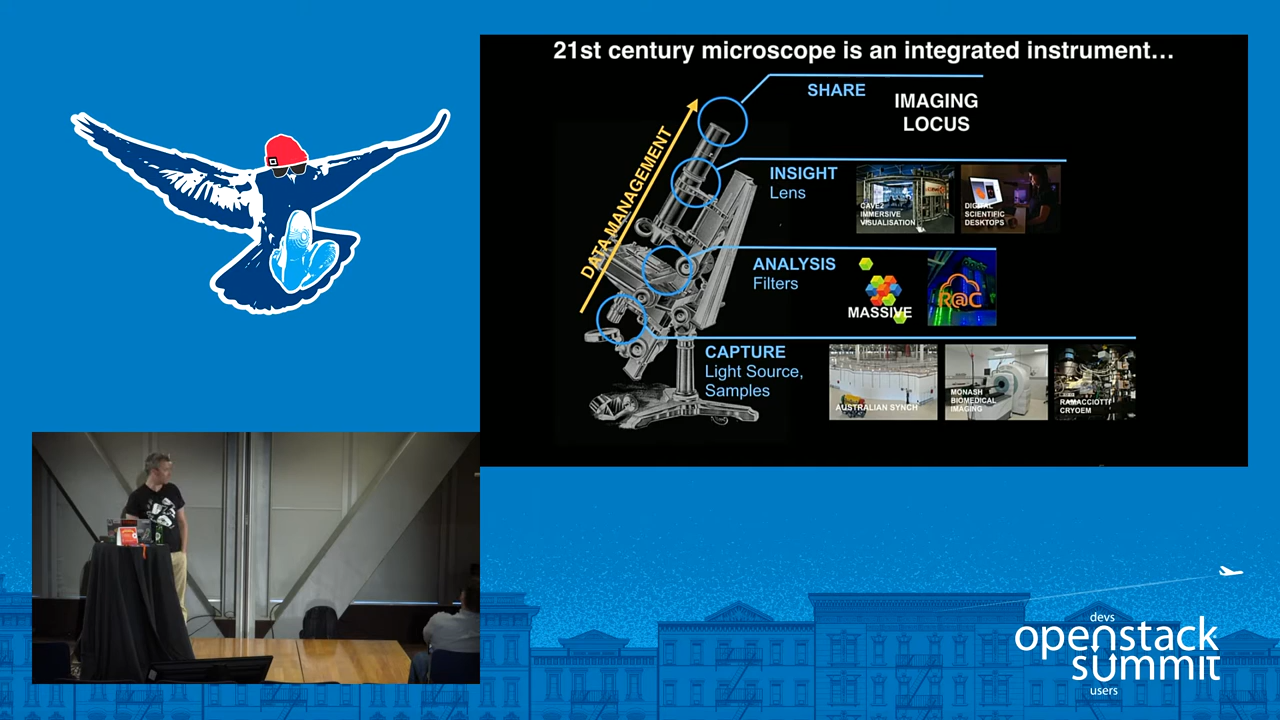 21st century microscope is an integrated instrument…
SHARE
IMAGING
LOCUS
DATA MANAGEMENT
INSIGHT
Lens
CAVE2
IMMERSIVE
VISUALISATION
DIGITAL
SCIENTIFIC
DESKTOPS
ANALYSIS
Filters
MASSIVE
R@C
CAPTURE
Light Source,
Samples
AUSTRALIAN SYNCH
MONASH
BIOMEDICAL
IMAGING
RAMACCIOTTI
CRYOEM
devs
openstack
summit
users